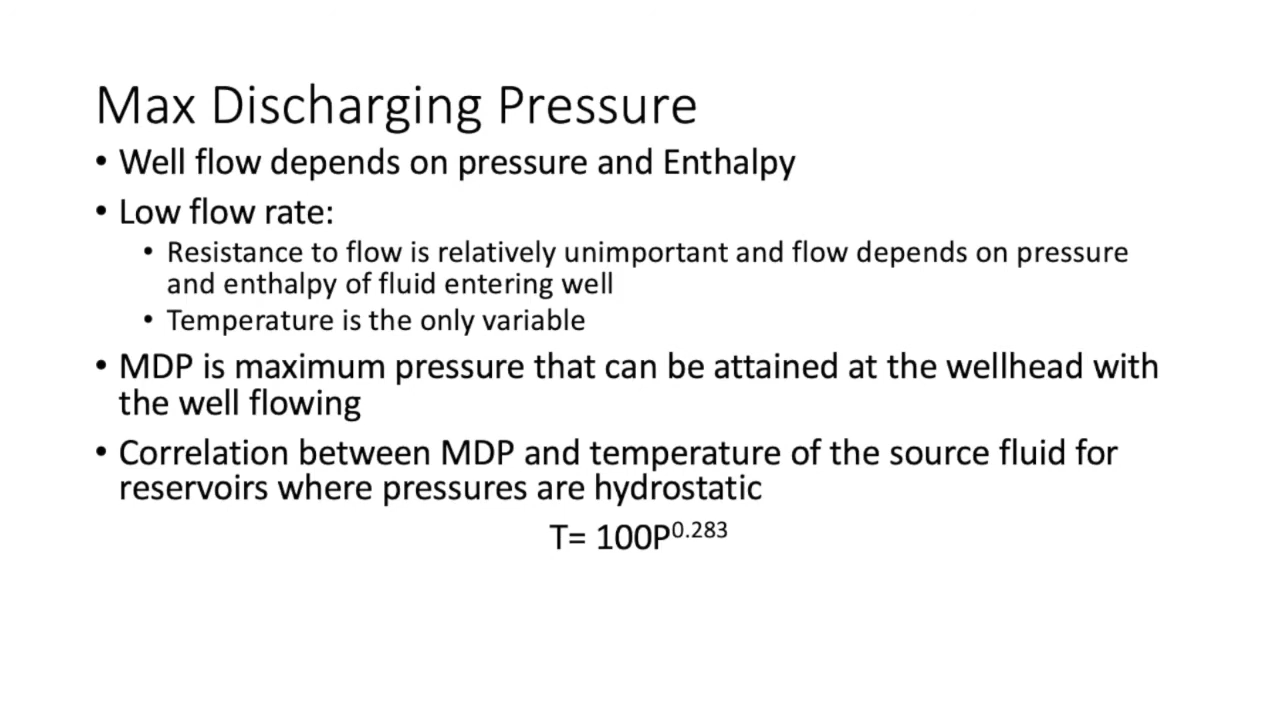 Max Discharging Pressure
• Well flow depends on pressure and Enthalpy
• Low flow rate:
• Resistance to flow is relatively unimportant and flow depends on pressure
and enthalpy of fluid entering well
• Temperature is the only variable
• MDP is maximum pressure that can be attained at the wellhead with
the well flowing
• Correlation between MDP and temperature of the source fluid for
reservoirs where pressures are hydrostatic
T= 100P^0.283